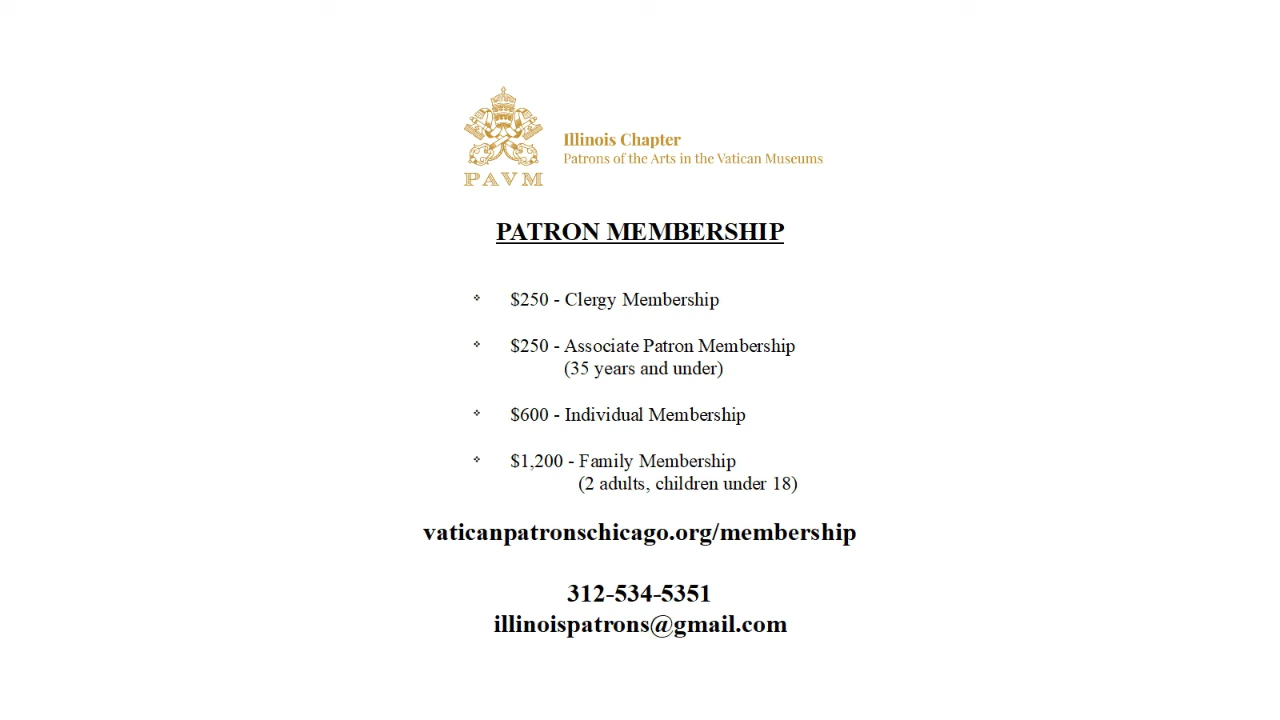 PAVM
Illinois Chapter
Patrons of the Arts in the Vatican Museums
PATRON MEMBERSHIP
❖ $250 - Clergy Membership
❖ $250 - Associate Patron Membership
(35 years and under)
❖ $600 - Individual Membership
❖ $1,200 - Family Membership
(2 adults, children under 18)
vaticanpatronschicago.org/membership
312-534-5351
illinoispatrons@gmail.com